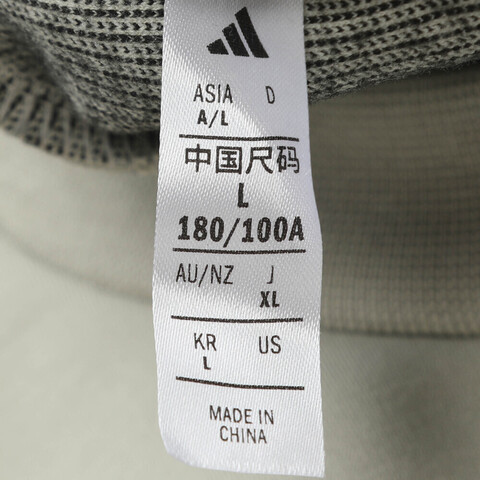 ASIA D
A/L
中国尺码
L
180/100A
AU/NZ J
XL
KR US
L
MADE IN
CHINA